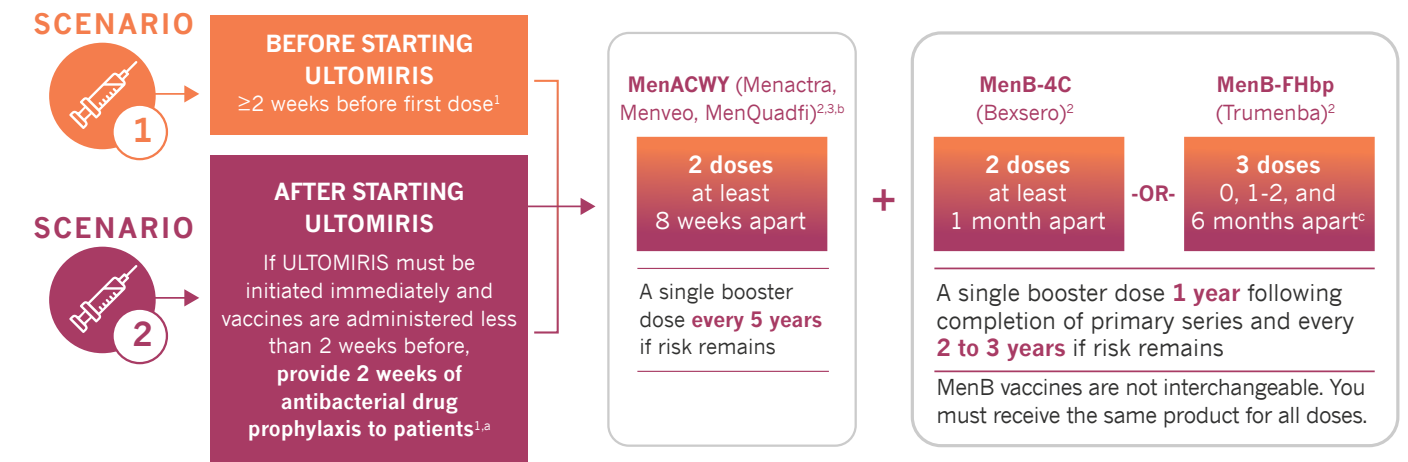 SCENARIO
1
BEFORE STARTING
ULTOMIRIS
≥2 weeks before first dose¹
SCENARIO
2
AFTER STARTING
ULTOMIRIS
If ULTOMIRIS must be
initiated immediately and
vaccines are administered less
than 2 weeks before,
provide 2 weeks of
antibacterial drug
prophylaxis to patients¹,ᵃ
MenACWY (Menactra,
Menveo, MenQuadfi)²,³,ᵇ
2 doses
at least
8 weeks apart
A single booster
dose every 5 years
if risk remains
+
MenB-4C
(Bexsero)²
2 doses
at least
1 month apart
-OR-
MenB-FHbp
(Trumenba)²
3 doses
0, 1-2, and
6 months apartᶜ
A single booster dose 1 year following
completion of primary series and every
2 to 3 years if risk remains
MenB vaccines are not interchangeable. You
must receive the same product for all doses.